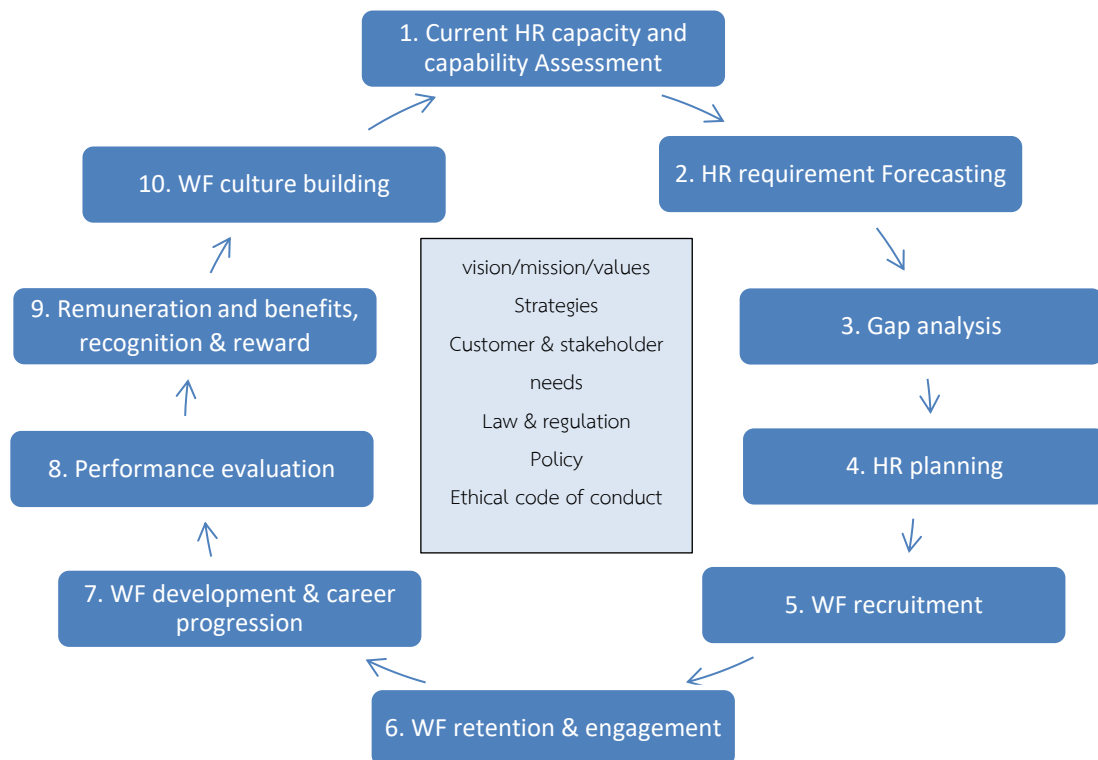 1. Current HR capacity and
capability Assessment
2. HR requirement Forecasting
3. Gap analysis
4. HR planning
5. WF recruitment
6. WF retention & engagement
7. WF development & career
progression
8. Performance evaluation
9. Remuneration and benefits,
recognition & reward
10. WF culture building
vision/mission/values
Strategies
Customer & stakeholder
needs
Law & regulation
Policy
Ethical code of conduct